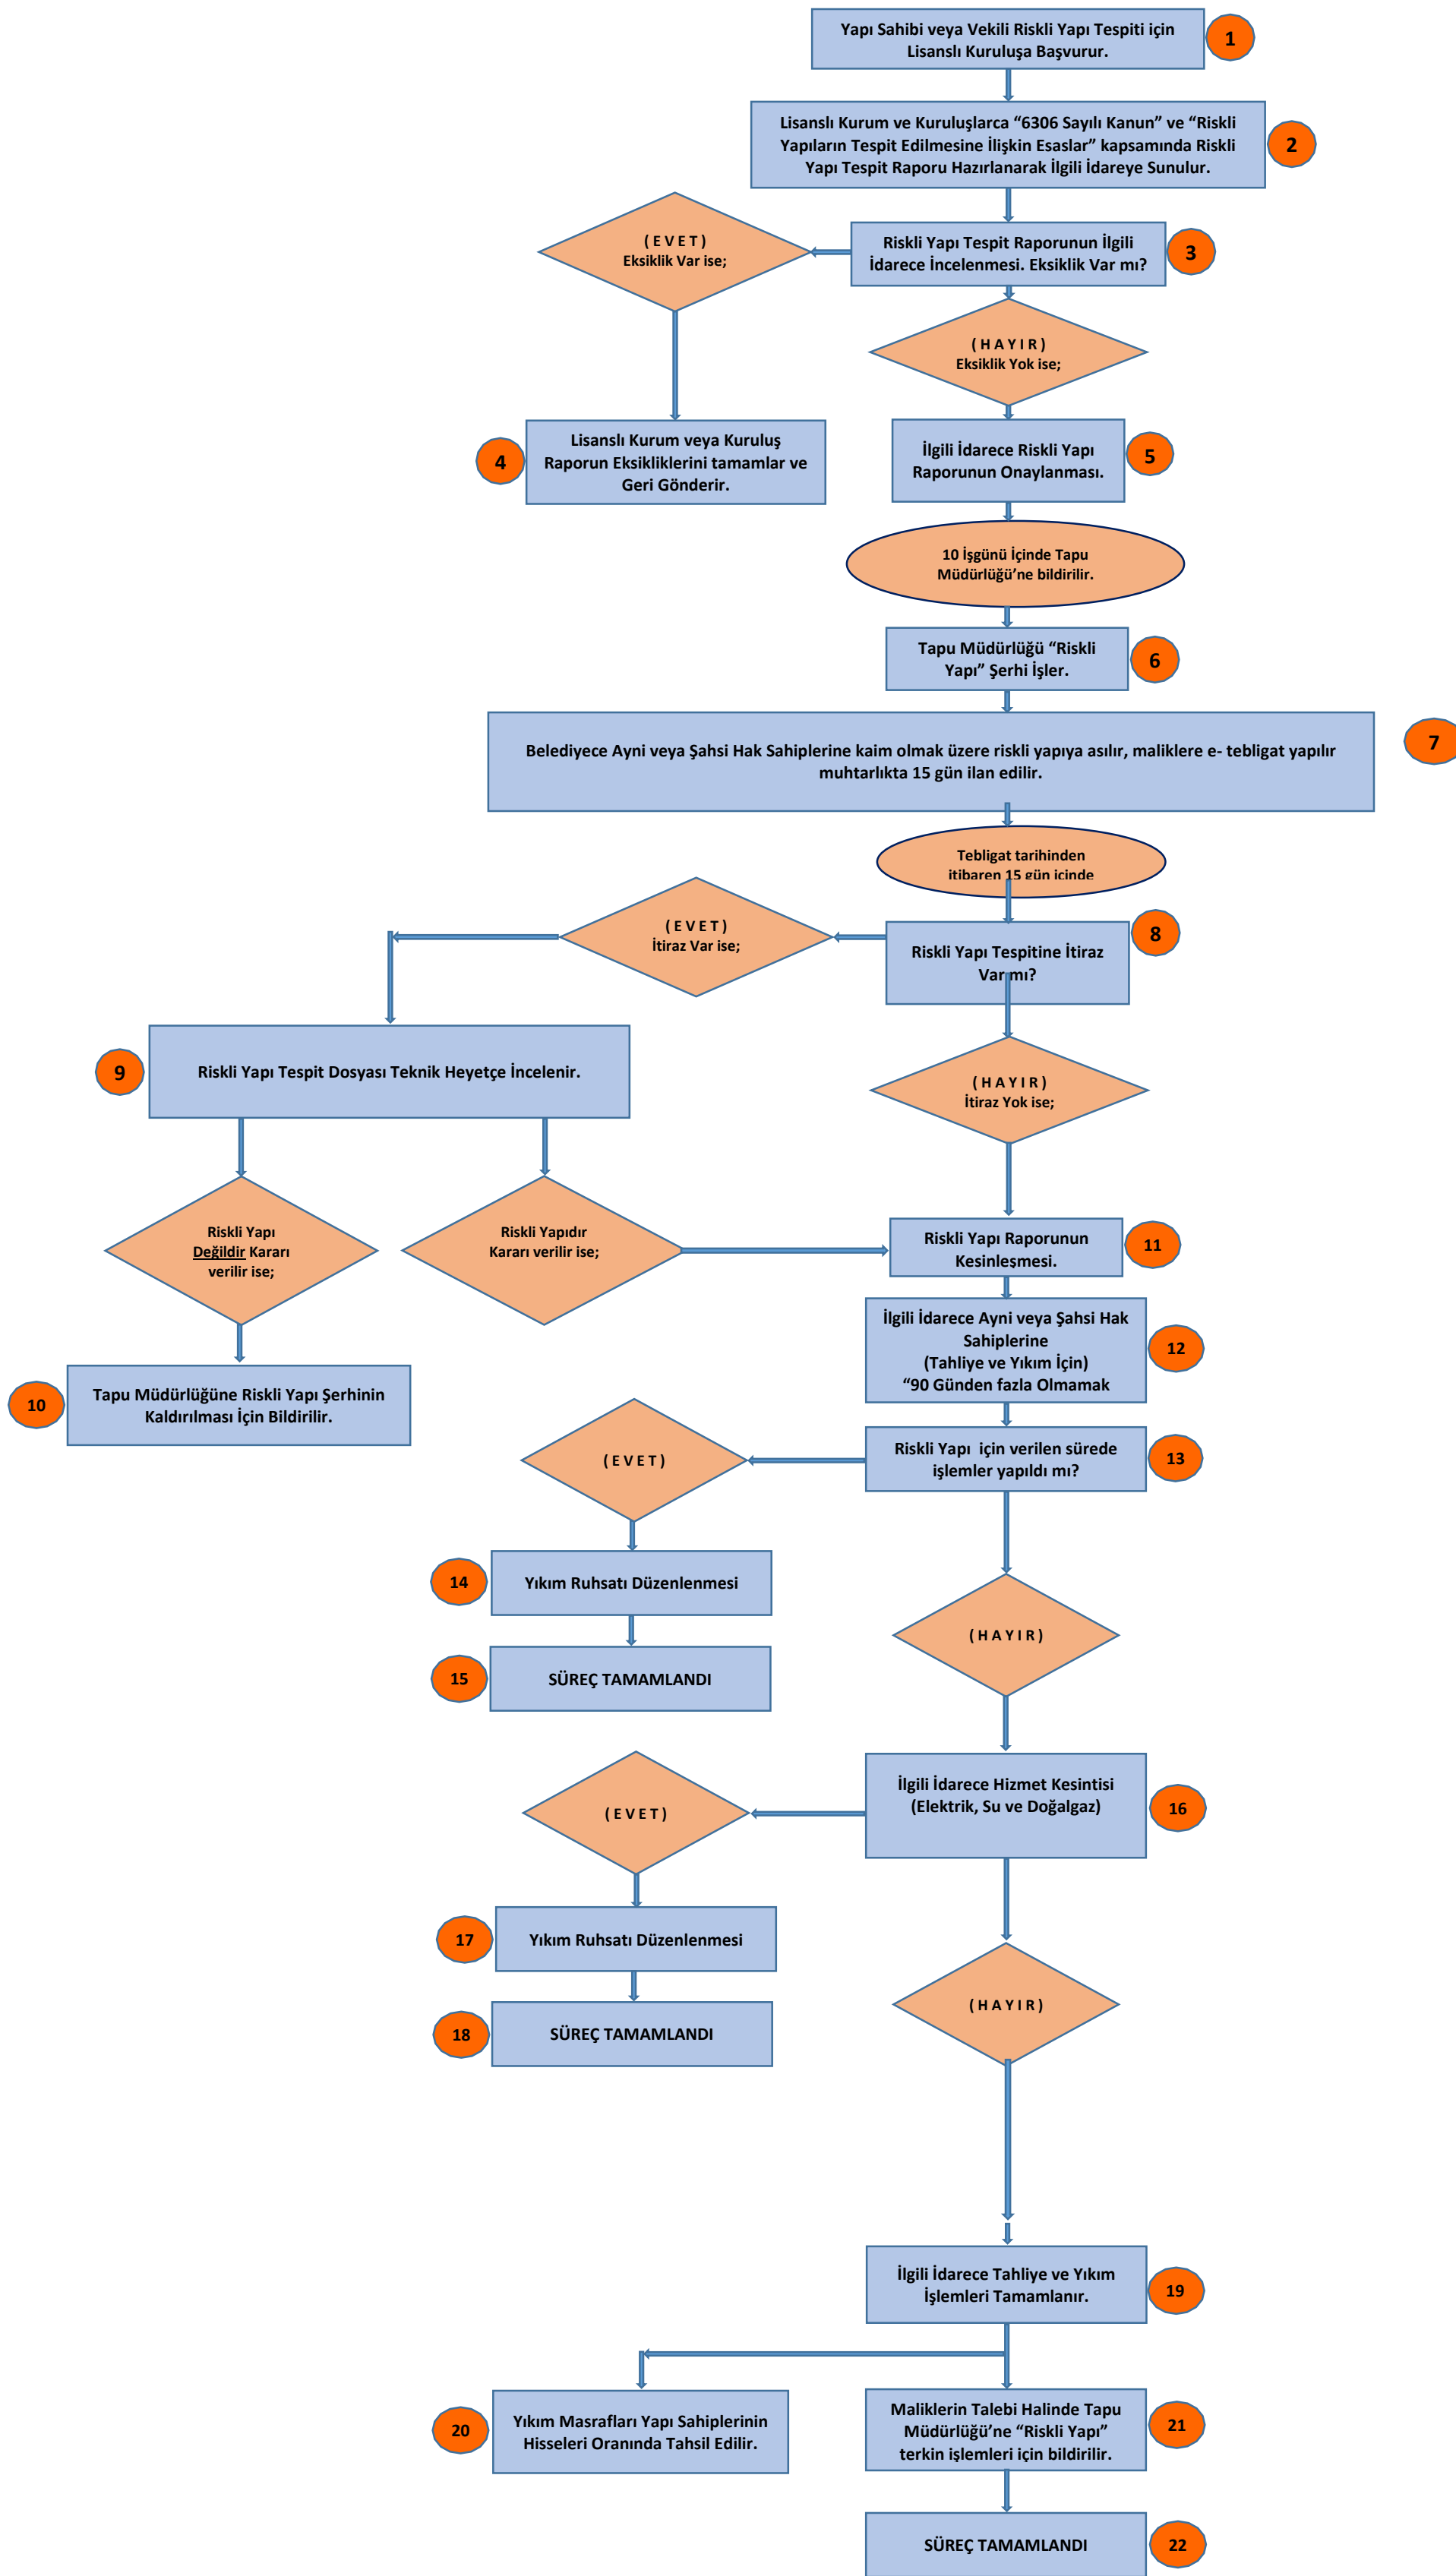 Yapı Sahibi veya Vekili Riskli Yapı Tespiti için
Lisanslı Kuruluşa Başvurur.
1
Lisanslı Kurum ve Kuruluşlarca “6306 Sayılı Kanun” ve “Riskli
Yapıların Tespit Edilmesine İlişkin Esaslar” kapsamında Riskli
Yapı Tespit Raporu Hazırlanarak İlgili İdareye Sunulur.
2
Riskli Yapı Tespit Raporunun İlgili
İdarece İncelenmesi. Eksiklik Var mı?
3
( E V E T )
Eksiklik Var ise;
( H A Y I R )
Eksiklik Yok ise;
4
Lisanslı Kurum veya Kuruluş
Raporun Eksikliklerini tamamlar ve
Geri Gönderir.
İlgili İdarece Riskli Yapı
Raporunun Onaylanması.
5
10 İşgünü İçinde Tapu
Müdürlüğü’ne bildirilir.
Tapu Müdürlüğü “Riskli
Yapı” Şerhi İşler.
6
Belediyece Ayni veya Şahsi Hak Sahiplerine kaim olmak üzere riskli yapıya asılır, maliklere e- tebligat yapılır
muhtarlıkta 15 gün ilan edilir.
7
Tebligat tarihinden
itibaren 15 gün içinde
( E V E T )
İtiraz Var ise;
Riskli Yapı Tespitine İtiraz
Var mı?
8
9
Riskli Yapı Tespit Dosyası Teknik Heyetçe İncelenir.
( H A Y I R )
İtiraz Yok ise;
Riskli Yapı
Değildir Kararı
verilir ise;
Riskli Yapıdır
Kararı verilir ise;
Riskli Yapı Raporunun
Kesinleşmesi.
11
İlgili İdarece Ayni veya Şahsi Hak
Sahiplerine
(Tahliye ve Yıkım İçin)
“90 Günden fazla Olmamak
12
10
Tapu Müdürlüğüne Riskli Yapı Şerhinin
Kaldırılması İçin Bildirilir.
( E V E T )
Riskli Yapı  için verilen sürede
işlemler yapıldı mı?
13
14
Yıkım Ruhsatı Düzenlenmesi
( H A Y I R )
15
SÜREÇ TAMAMLANDI
( E V E T )
İlgili İdarece Hizmet Kesintisi
(Elektrik, Su ve Doğalgaz)
16
17
Yıkım Ruhsatı Düzenlenmesi
( H A Y I R )
18
SÜREÇ TAMAMLANDI
İlgili İdarece Tahliye ve Yıkım
İşlemleri Tamamlanır.
19
20
Yıkım Masrafları Yapı Sahiplerinin
Hisseleri Oranında Tahsil Edilir.
Maliklerin Talebi Halinde Tapu
Müdürlüğü’ne “Riskli Yapı”
terkin işlemleri için bildirilir.
21
SÜREÇ TAMAMLANDI
22